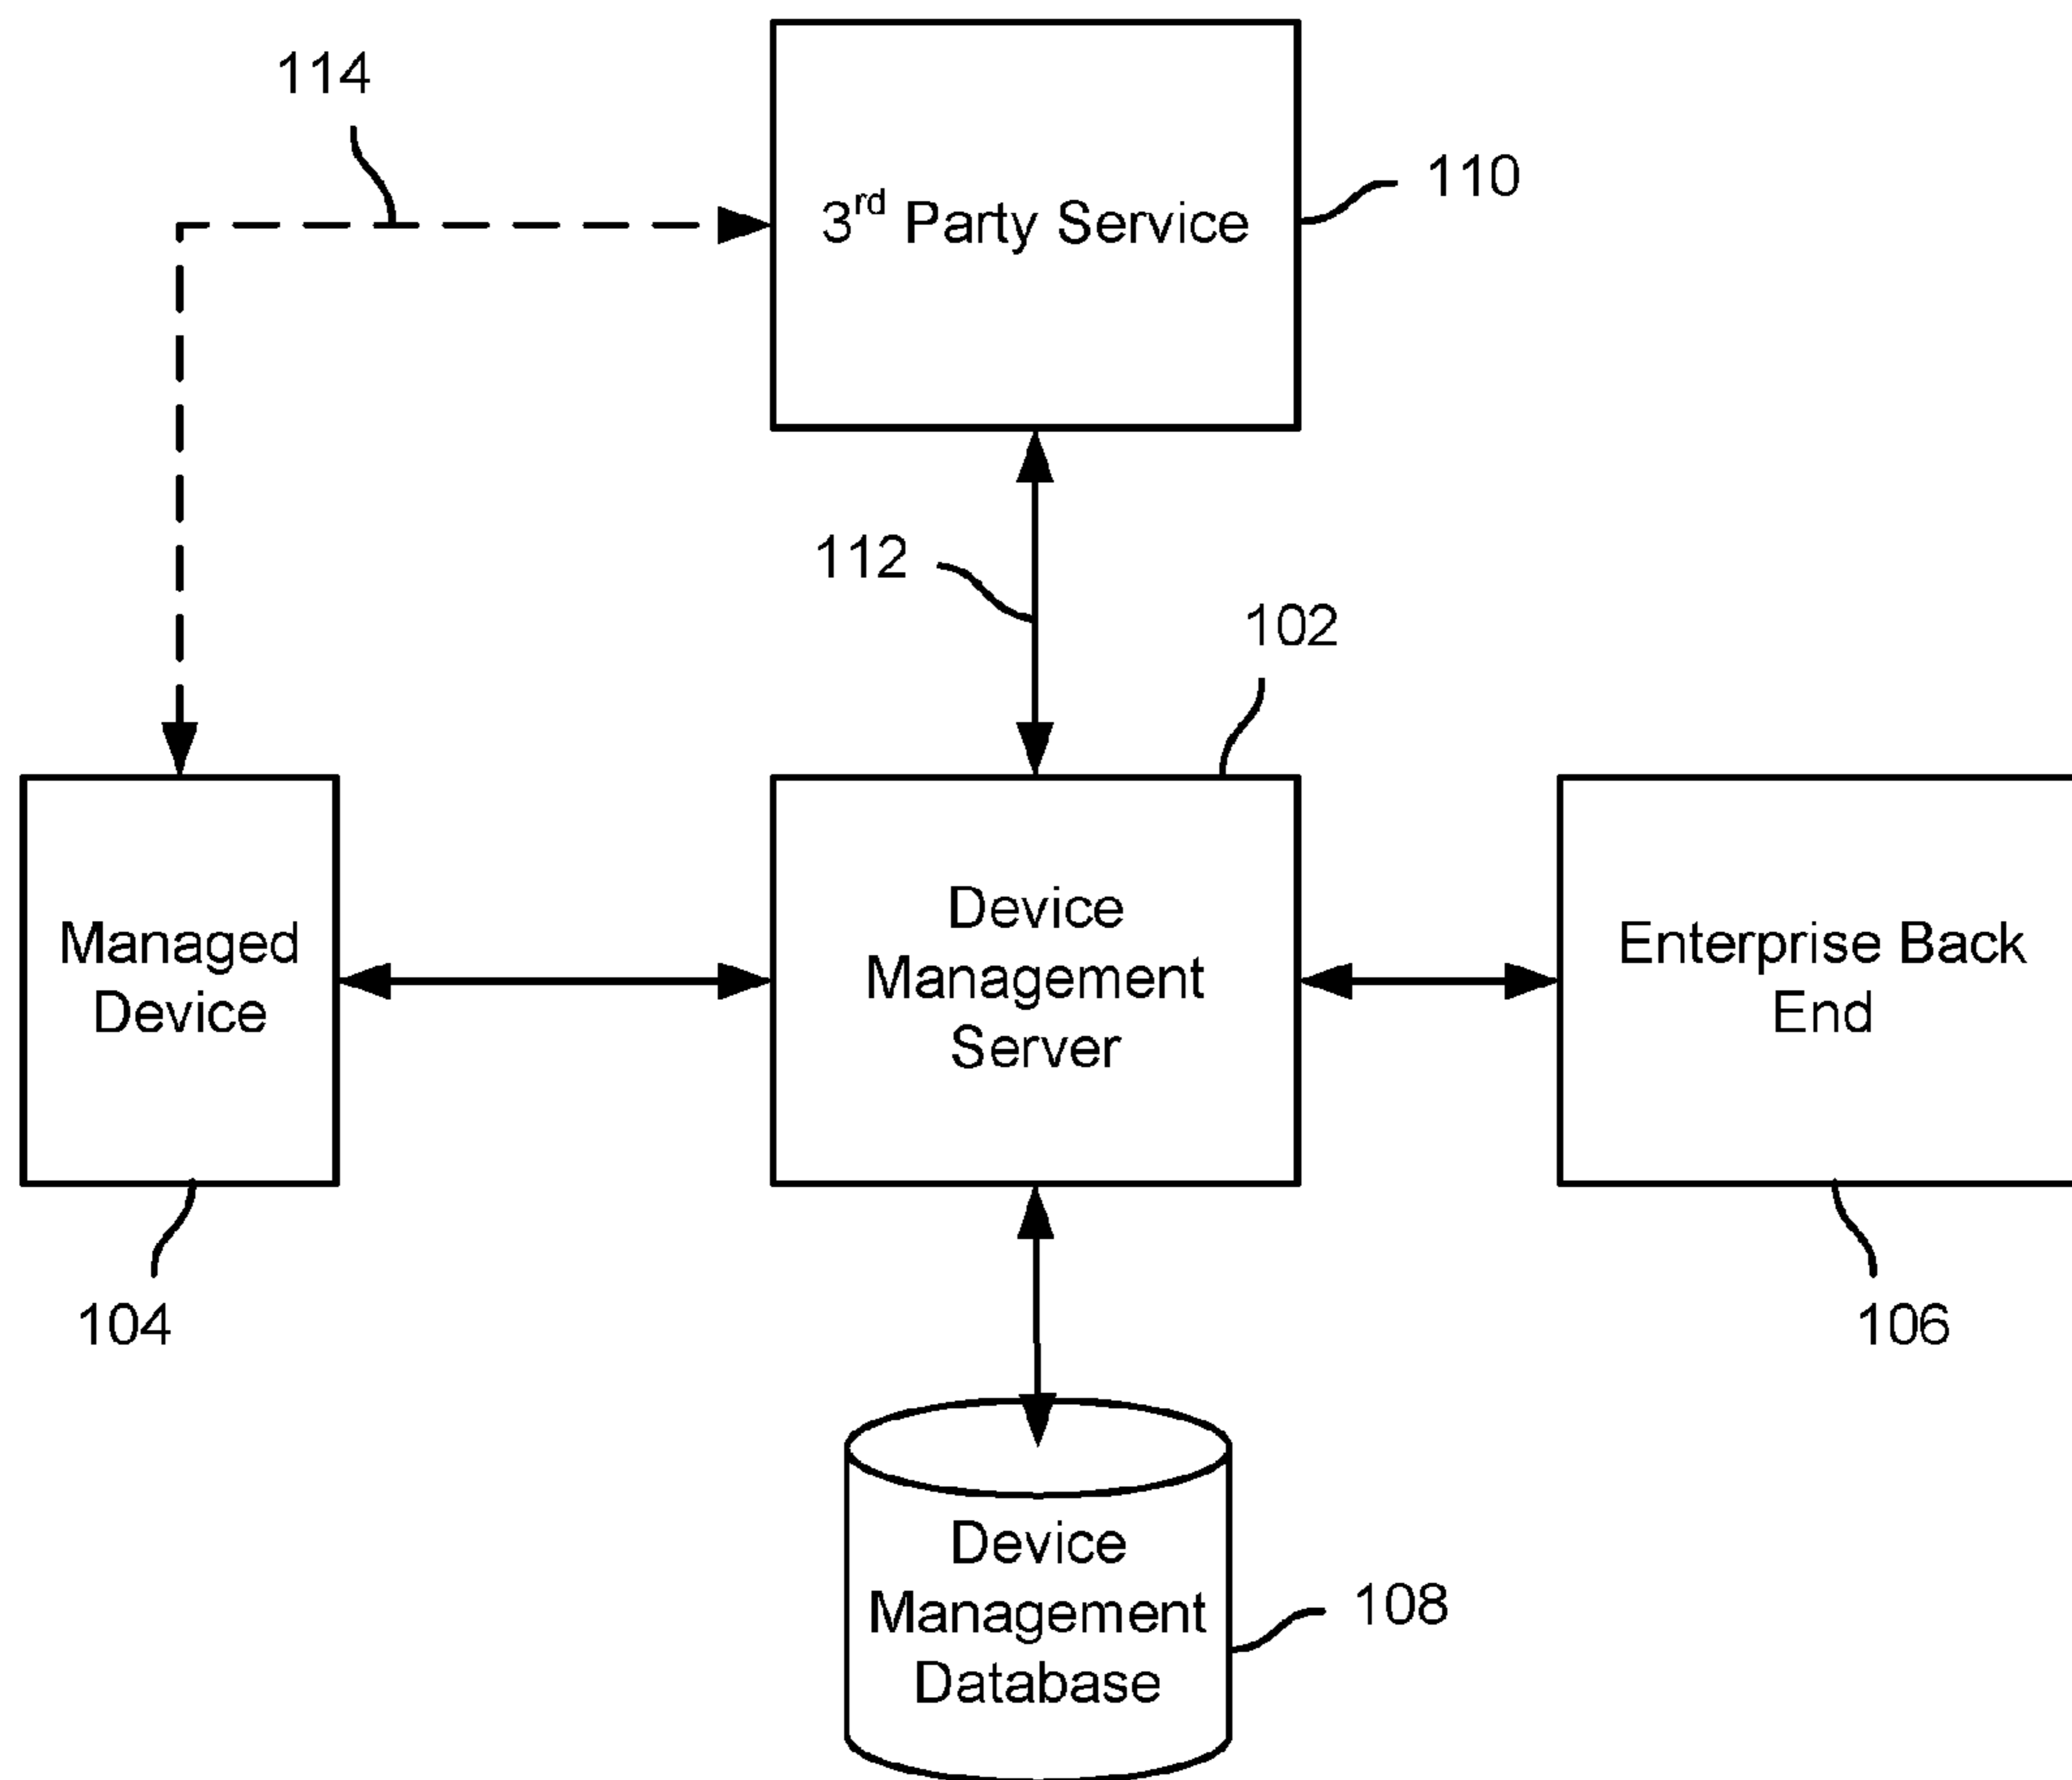 114
3rd Party Service
110
112
102
Managed
Device
Device
Management
Server
Enterprise Back
End
104
106
Device
Management
Database
108